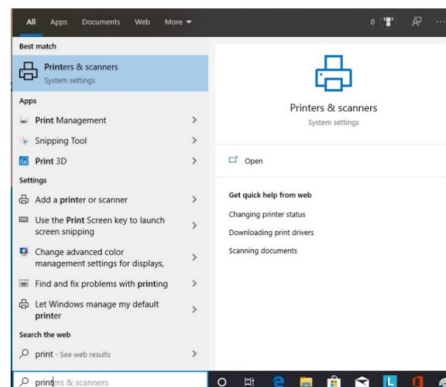 All Apps Documents Web More
0
Best match
Printers & scanners
System settings
Apps
Print Management
Snipping Tool
Print 3D
Settings
Add a printer or scanner
Use the Print Screen key to launch
screen snipping
Change advanced color
management settings for displays,
Find and fix problems with printing
Let Windows manage my default
printer
Search the web
print - See web results
printers & scanners
Printers & scanners
System settings
Open
Get quick help from web
Changing printer status
Downloading print drivers
Scanning documents
L